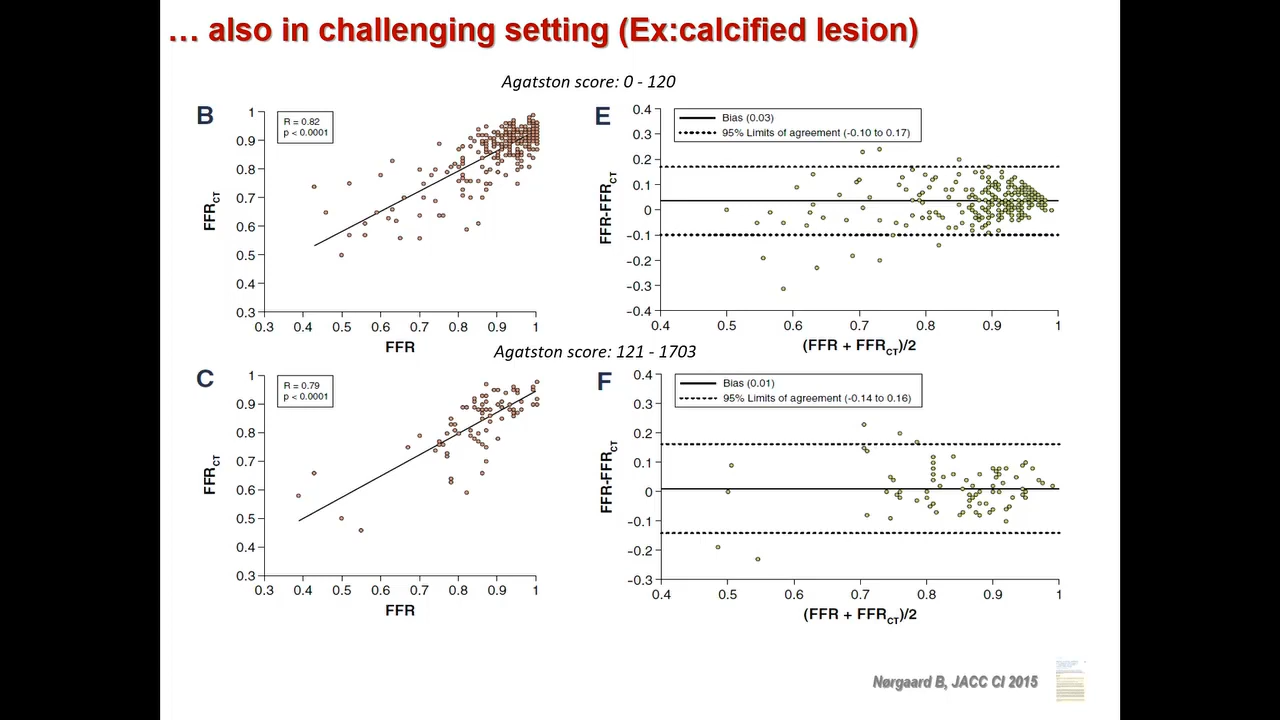 … also in challenging setting (Ex:calcified lesion)
Agatston score: 0 - 120
B
R = 0.82
p < 0.0001
1
0.9
0.8
0.7
0.6
0.5
0.4
0.3
FFRCT
0.3 0.4 0.5 0.6 0.7 0.8 0.9 1
FFR
E
Bias (0.03)
95% Limits of agreement (-0.10 to 0.17)
0.4
0.3
0.2
0.1
0
−0.1
−0.2
−0.3
−0.4
FFR-FFRCT
0.4 0.5 0.6 0.7 0.8 0.9 1
(FFR + FFRCT)/2
Agatston score: 121 - 1703
C
R = 0.79
p < 0.0001
1
0.9
0.8
0.7
0.6
0.5
0.4
0.3
FFRCT
0.3 0.4 0.5 0.6 0.7 0.8 0.9 1
FFR
F
Bias (0.01)
95% Limits of agreement (-0.14 to 0.16)
0.4
0.3
0.2
0.1
0
−0.1
−0.2
−0.3
FFR-FFRCT
0.4 0.5 0.6 0.7 0.8 0.9 1
(FFR + FFRCT)/2
Nørgaard B, JACC CI 2015